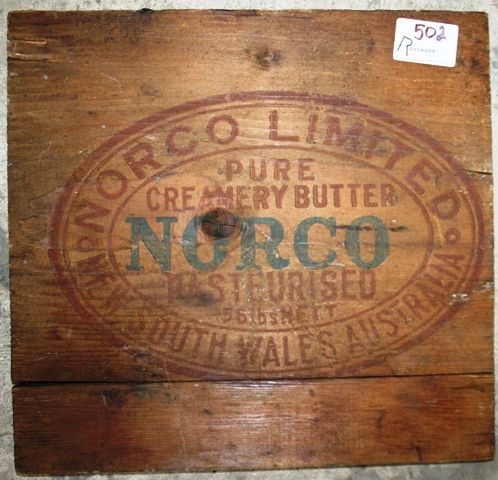 502
NORCO LIMITED
PURE
CREAMERY BUTTER
NORCO
PASTEURISED
56 lbs NETT
NEW SOUTH WALES AUSTRALIA